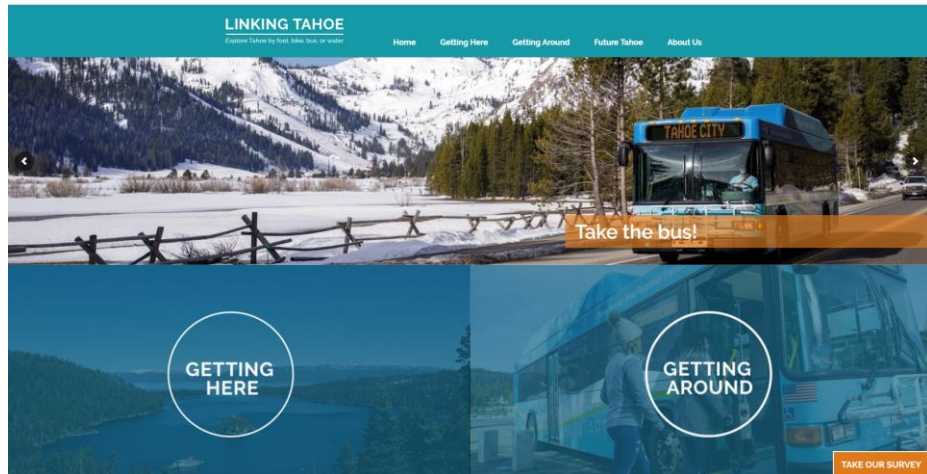 LINKING TAHOE
Explore Tahoe by foot, bike, bus, or water
Home
Getting Here
Getting Around
Future Tahoe
About Us
TAHOE CITY
Take the bus!
GETTING
HERE
GETTING
AROUND
TAKE OUR SURVEY